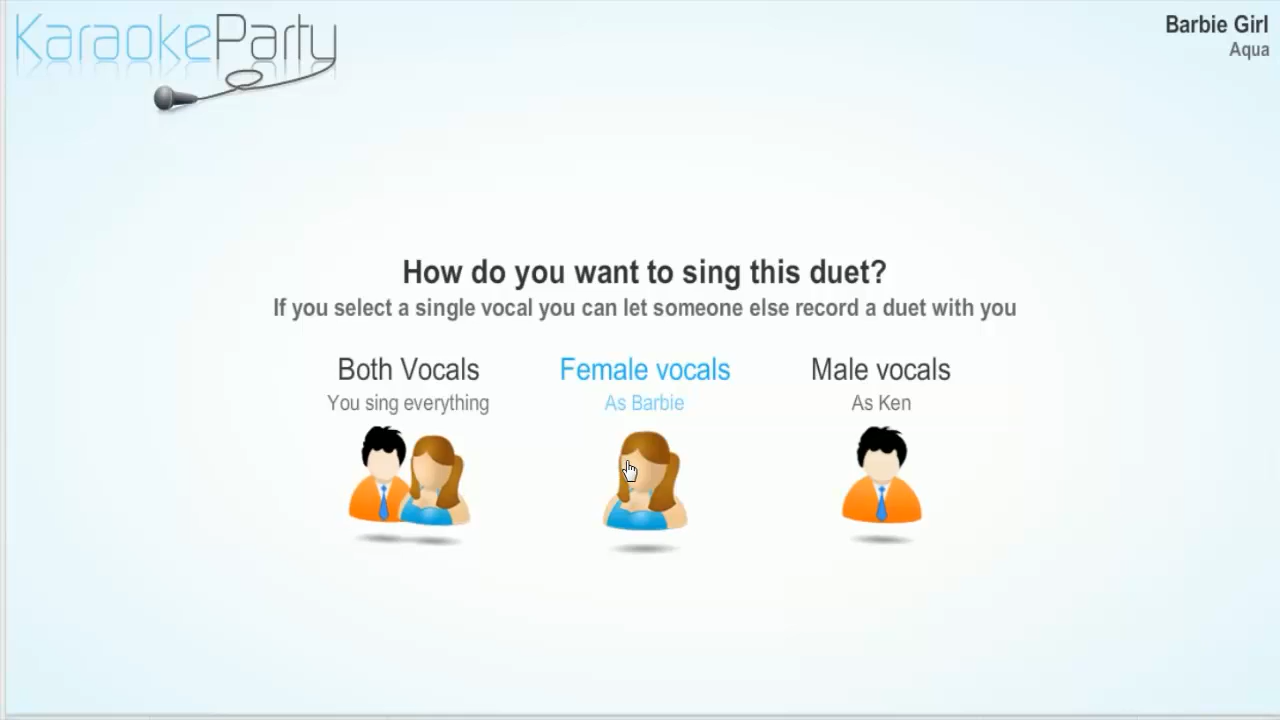 KaraokeParty
Barbie Girl
Aqua
How do you want to sing this duet?
If you select a single vocal you can let someone else record a duet with you
Both Vocals
You sing everything
Female vocals
As Barbie
Male vocals
As Ken